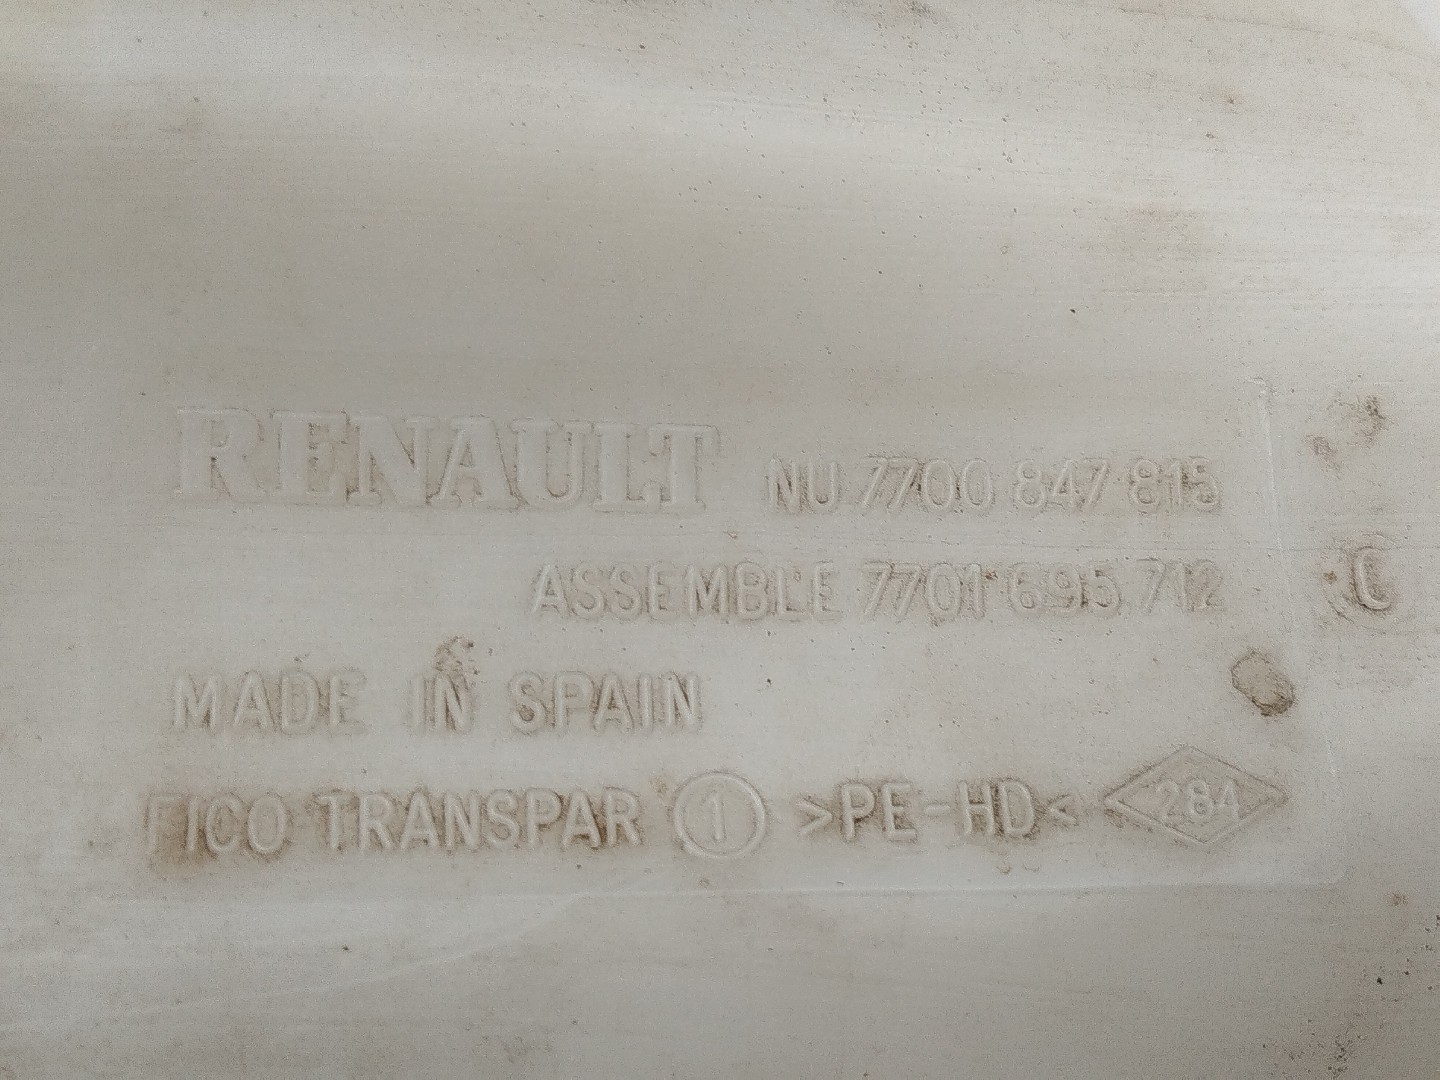 RENAULT NU 7700 847 815
ASSEMBLE 7701 695 712
C
MADE IN SPAIN
FICO TRANSPAR 1 >PE-HD< 284